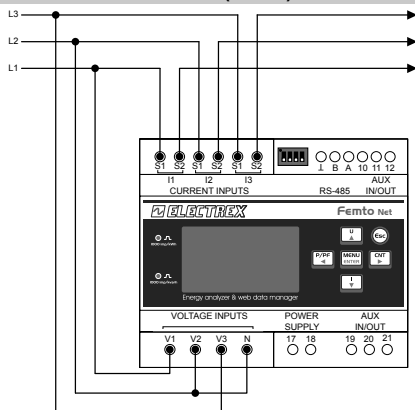 L3
L2
L1
S1 S2 S1 S2 S1 S2
I1 I2 I3
CURRENT INPUTS
⊥ B A 10 11 12
RS-485
AUX
IN/OUT
ELECTREX
Femto Net
U
Esc
P/PF
MENU
ENTER
CNT
I
Energy analyzer & web data manager
VOLTAGE INPUTS
V1 V2 V3 N
POWER
SUPPLY
17 18
AUX
IN/OUT
19 20 21